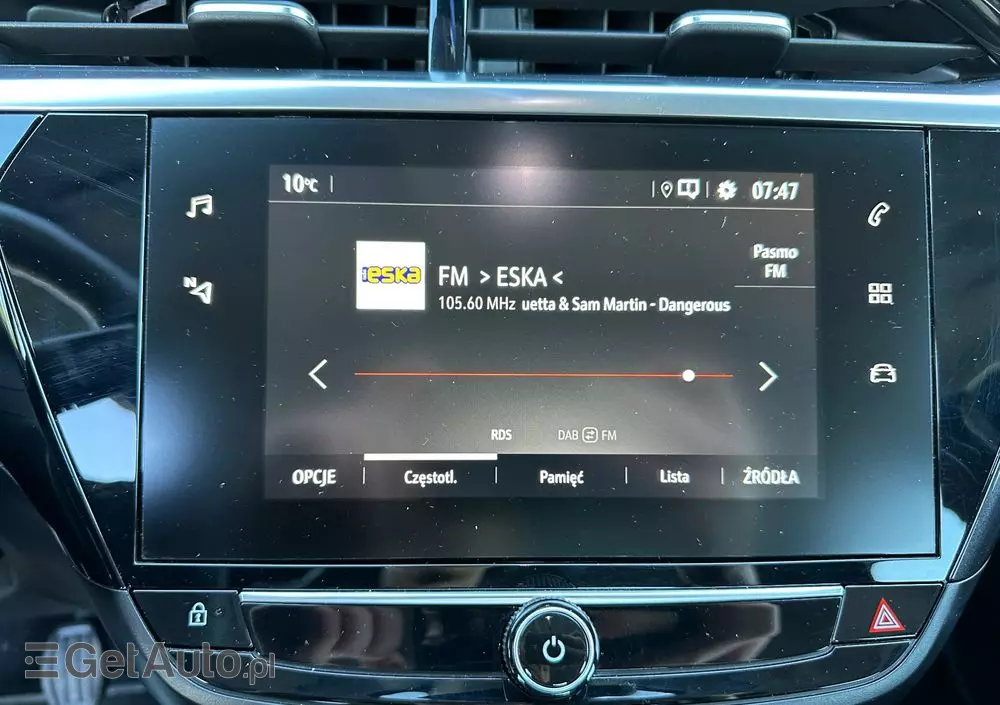 10°C
07:47
N
Pasmo
FM
eska
FM > ESKA <
105.60 MHz uetta & Sam Martin - Dangerous
RDS
DAB FM
OPCJE Częstotl. Pamięć Lista ŹRÓDŁA
GetAuto.pl